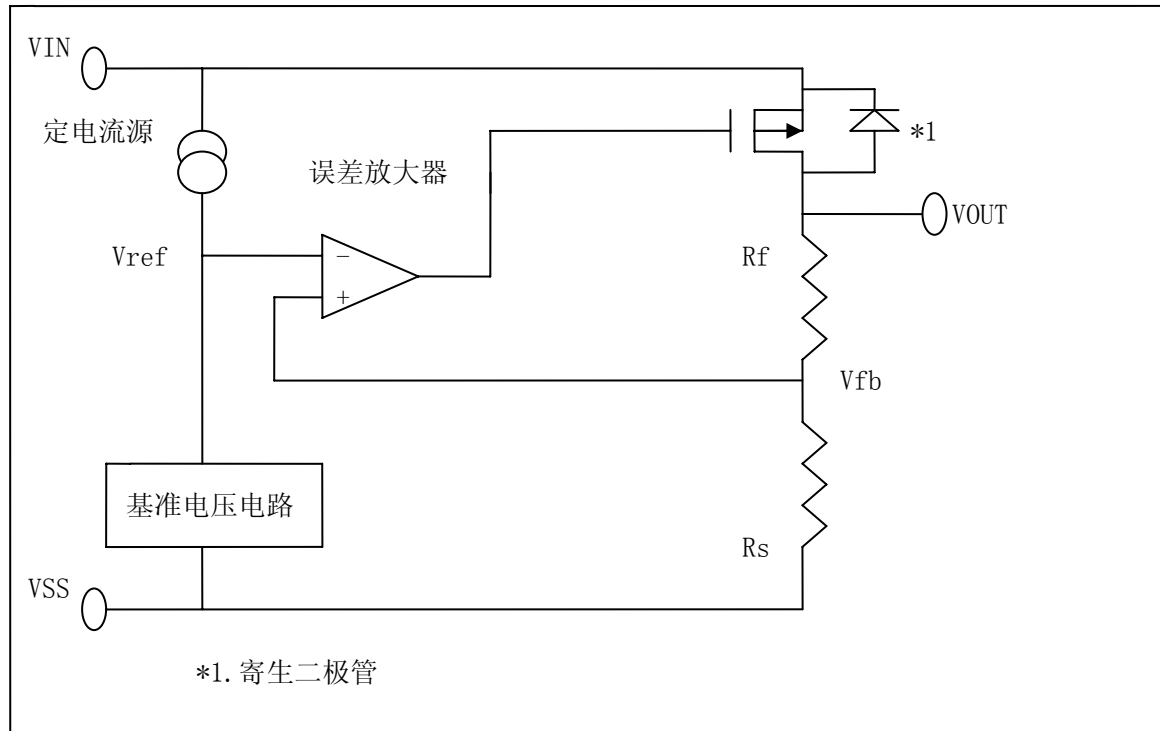 VIN
定电流源
*1
误差放大器
VOUT
Vref
−
+
Rf
Vfb
基准电压电路
Rs
VSS
*1.寄生二极管